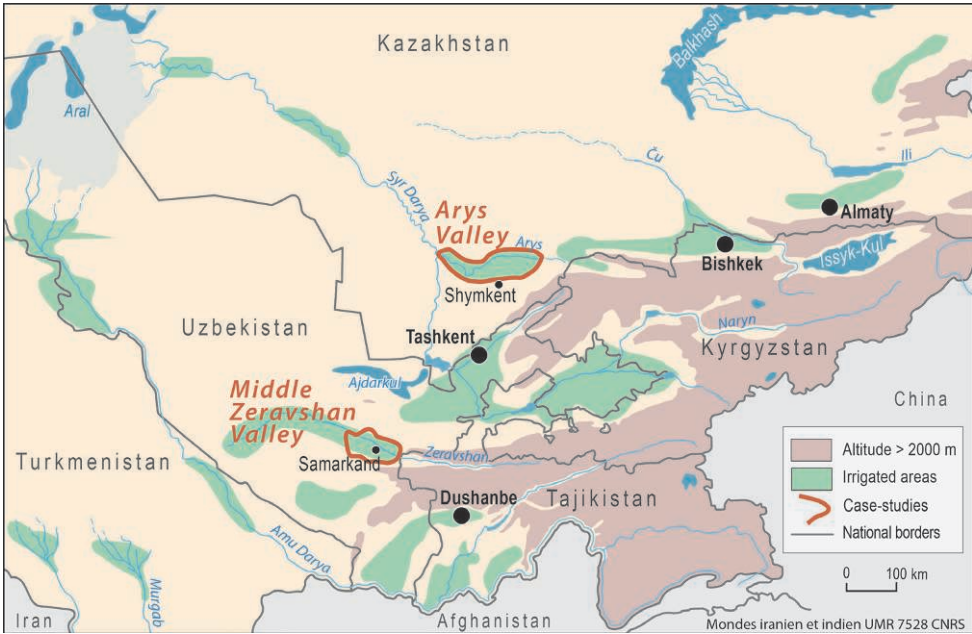 Kazakhstan
Balkhash
Aral
Syr Darya
Ču
Ili
Arys
Valley
Arys
Almaty
Bishkek
Issyk-Kul
Shymkent
Uzbekistan
Tashkent
Naryn
Kyrgyzstan
Ajdarkul
Middle
Zeravshan
Valley
China
Turkmenistan
Samarkand
Zeravshan
Altitude > 2000 m
Irrigated areas
Case-studies
National borders
Dushanbe
Tajikistan
Amu Darya
0 100 km
Murgab
Iran
Afghanistan
Mondes iranien et indien UMR 7528 CNRS